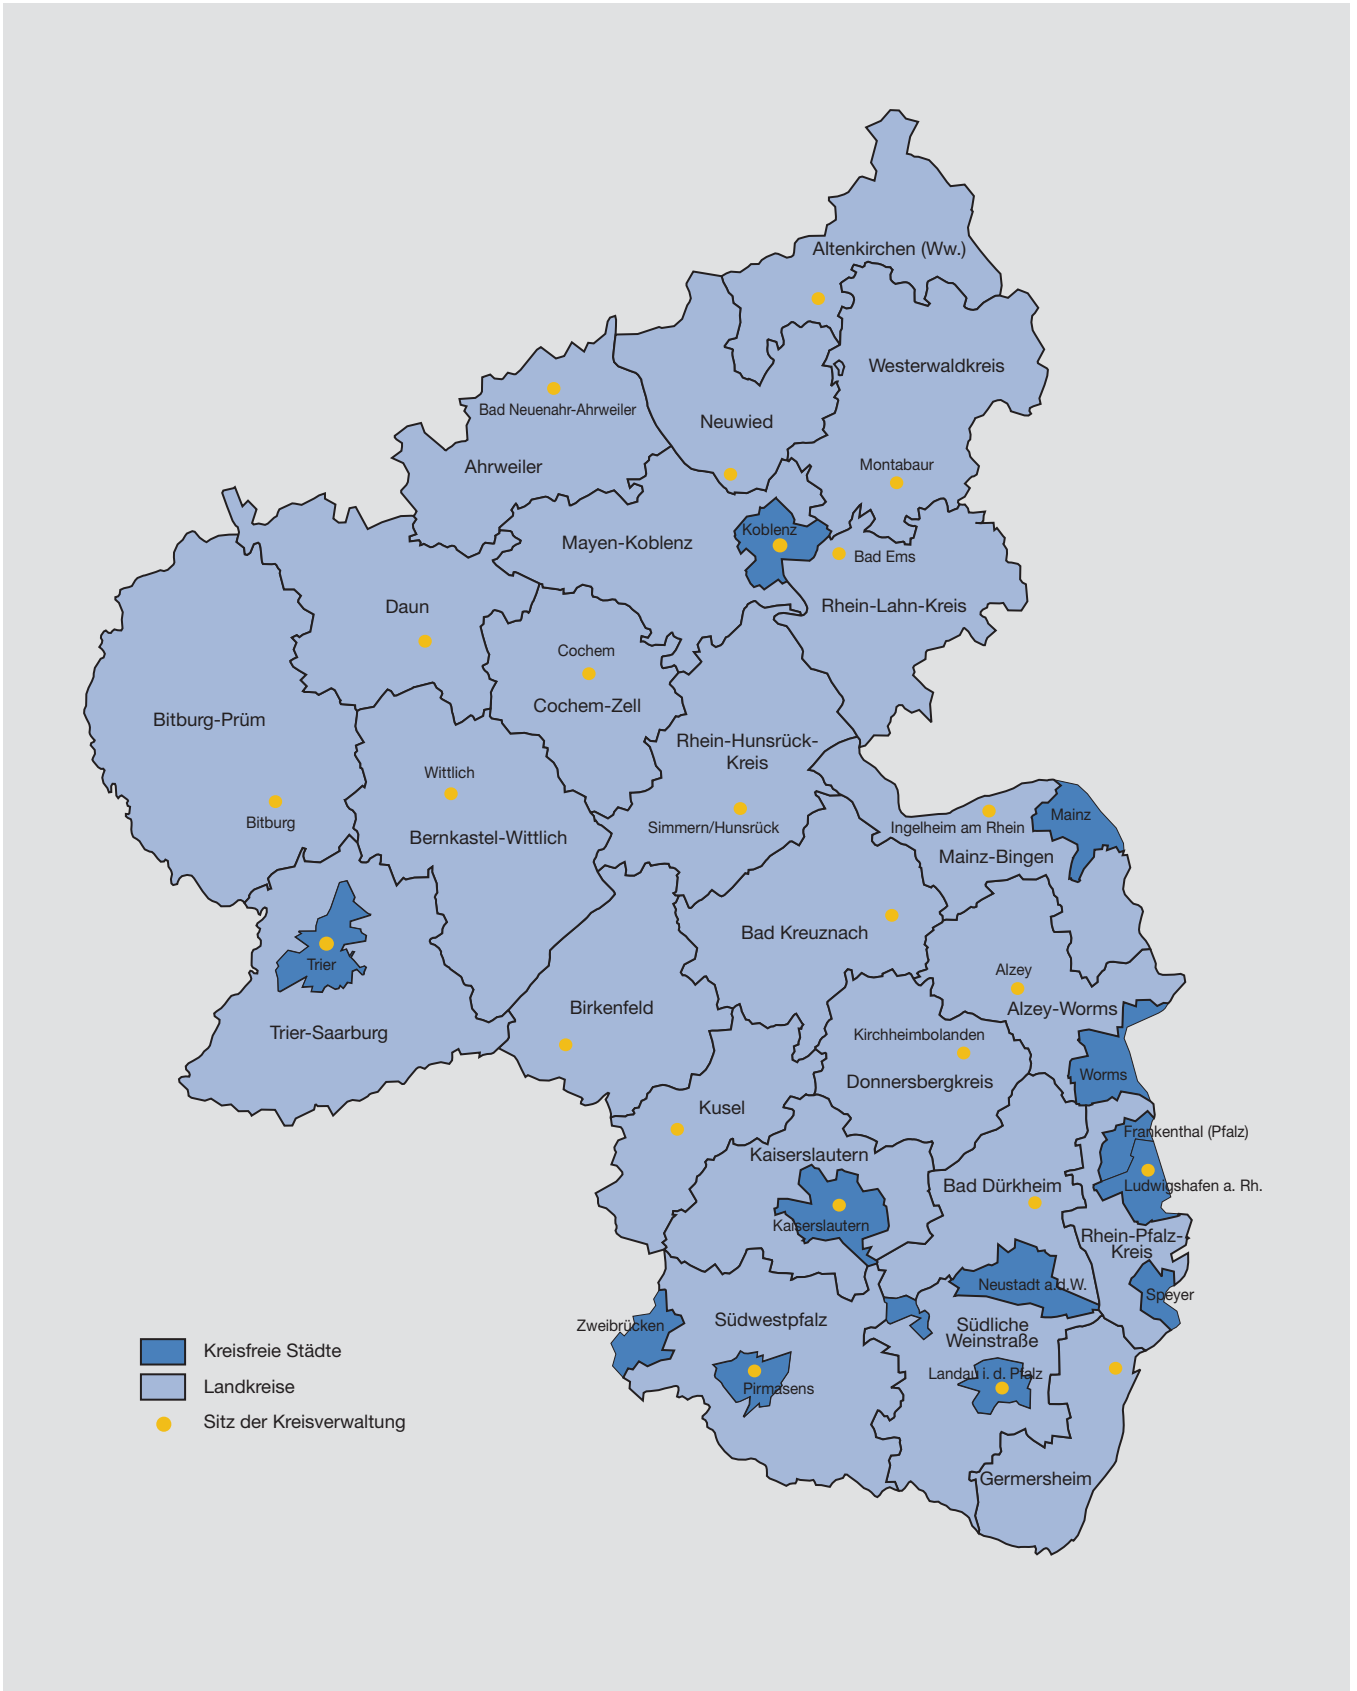 Altenkirchen (Ww.)
Westerwaldkreis
Bad Neuenahr-Ahrweiler
Neuwied
Ahrweiler
Montabaur
Koblenz
Mayen-Koblenz
Bad Ems
Daun
Rhein-Lahn-Kreis
Cochem
Cochem-Zell
Bitburg-Prüm
Rhein-Hunsrück-
Kreis
Wittlich
Bitburg
Simmern/Hunsrück
Ingelheim am Rhein
Mainz
Bernkastel-Wittlich
Mainz-Bingen
Bad Kreuznach
Trier
Alzey
Birkenfeld
Alzey-Worms
Trier-Saarburg
Kirchheimbolanden
Donnersbergkreis
Worms
Kusel
Frankenthal (Pfalz)
Kaiserslautern
Bad Dürkheim
Ludwigshafen a. Rh.
Kaiserslautern
Rhein-Pfalz-
Kreis
Neustadt a.d.W.
Speyer
Zweibrücken
Südwestpfalz
Südliche
Weinstraße
Landau i. d. Pfalz
Pirmasens
Germersheim
Kreisfreie Städte
Landkreise
Sitz der Kreisverwaltung